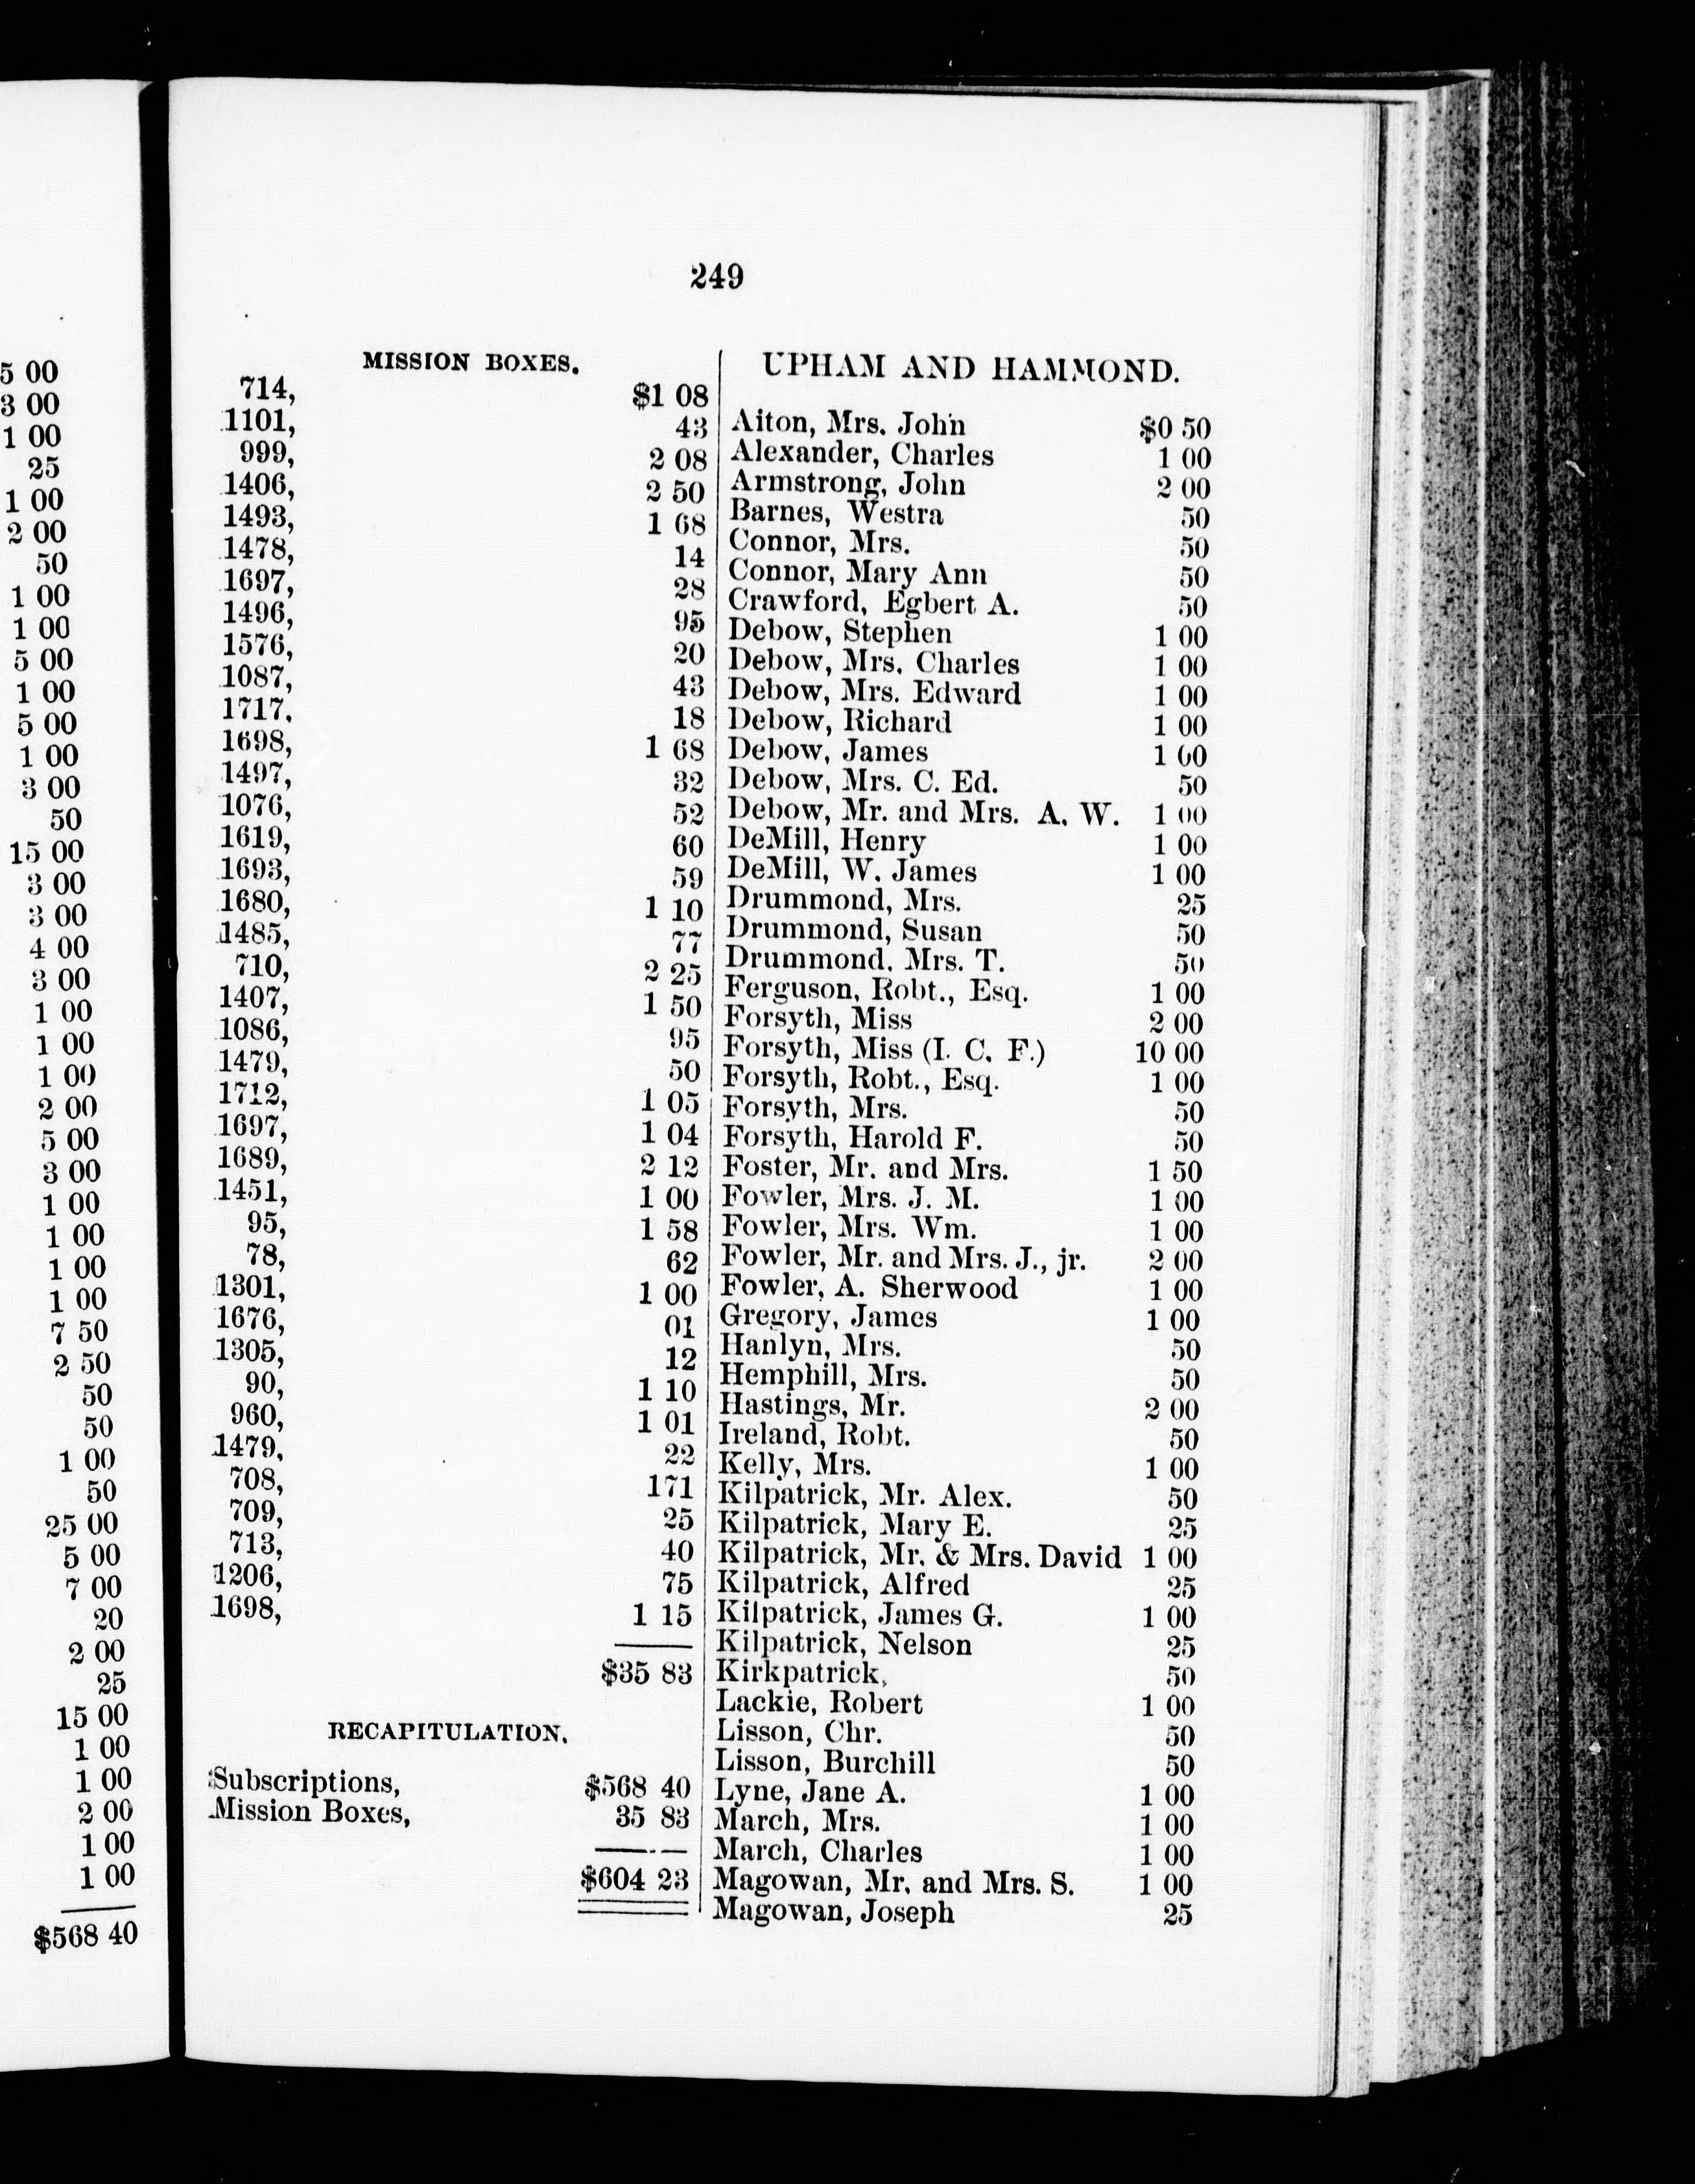 5 00
3 00
1 00
25
1 00
2 00
50
1 00
1 00
5 00
1 00
5 00
1 00
3 00
50
15 00
3 00
3 00
4 00
3 00
1 00
1 00
1 00
2 00
5 00
3 00
1 00
1 00
1 00
1 00
7 50
2 50
50
50
1 00
50
25 00
5 00
7 00
20
2 00
25
15 00
1 00
1 00
2 00
1 00
1 00
$568 40
249
MISSION BOXES.
714, $1 08
1101, 43
999, 2 08
1406, 2 50
1493, 1 68
1478, 14
1697, 28
1496, 95
1576, 20
1087, 43
1717, 18
1698, 1 68
1497, 32
1076, 52
1619, 60
1693, 59
1680, 1 10
1485, 77
710, 2 25
1407, 1 50
1086, 95
1479, 50
1712, 1 05
1697, 1 04
1689, 2 12
1451, 1 00
95, 1 58
78, 62
1301, 1 00
1676, 01
1305, 12
90, 1 10
960, 1 01
1479, 22
708, 171
709, 25
713, 40
1206, 75
1698, 1 15
$35 83
RECAPITULATION.
Subscriptions, $568 40
Mission Boxes, 35 83
$604 23
UPHAM AND HAMMOND.
Aiton, Mrs. John $0 50
Alexander, Charles 1 00
Armstrong, John 2 00
Barnes, Westra 50
Connor, Mrs. 50
Connor, Mary Ann 50
Crawford, Egbert A. 50
Debow, Stephen 1 00
Debow, Mrs. Charles 1 00
Debow, Mrs. Edward 1 00
Debow, Richard 1 00
Debow, James 1 00
Debow, Mrs. C. Ed. 50
Debow, Mr. and Mrs. A. W. 1 00
DeMill, Henry 1 00
DeMill, W. James 1 00
Drummond, Mrs. 25
Drummond, Susan 50
Drummond, Mrs. T. 50
Ferguson, Robt., Esq. 1 00
Forsyth, Miss 2 00
Forsyth, Miss (I. C. F.) 10 00
Forsyth, Robt., Esq. 1 00
Forsyth, Mrs. 50
Forsyth, Harold F. 50
Foster, Mr. and Mrs. 1 50
Fowler, Mrs. J. M. 1 00
Fowler, Mrs. Wm. 1 00
Fowler, Mr. and Mrs. J., jr. 2 00
Fowler, A. Sherwood 1 00
Gregory, James 1 00
Hanlyn, Mrs. 50
Hemphill, Mrs. 50
Hastings, Mr. 2 00
Ireland, Robt. 50
Kelly, Mrs. 1 00
Kilpatrick, Mr. Alex. 50
Kilpatrick, Mary E. 25
Kilpatrick, Mr. & Mrs. David 1 00
Kilpatrick, Alfred 25
Kilpatrick, James G. 1 00
Kilpatrick, Nelson 25
Kirkpatrick, 50
Lackie, Robert 1 00
Lisson, Chr. 50
Lisson, Burchill 50
Lyne, Jane A. 1 00
March, Mrs. 1 00
March, Charles 1 00
Magowan, Mr. and Mrs. S. 1 00
Magowan, Joseph 25